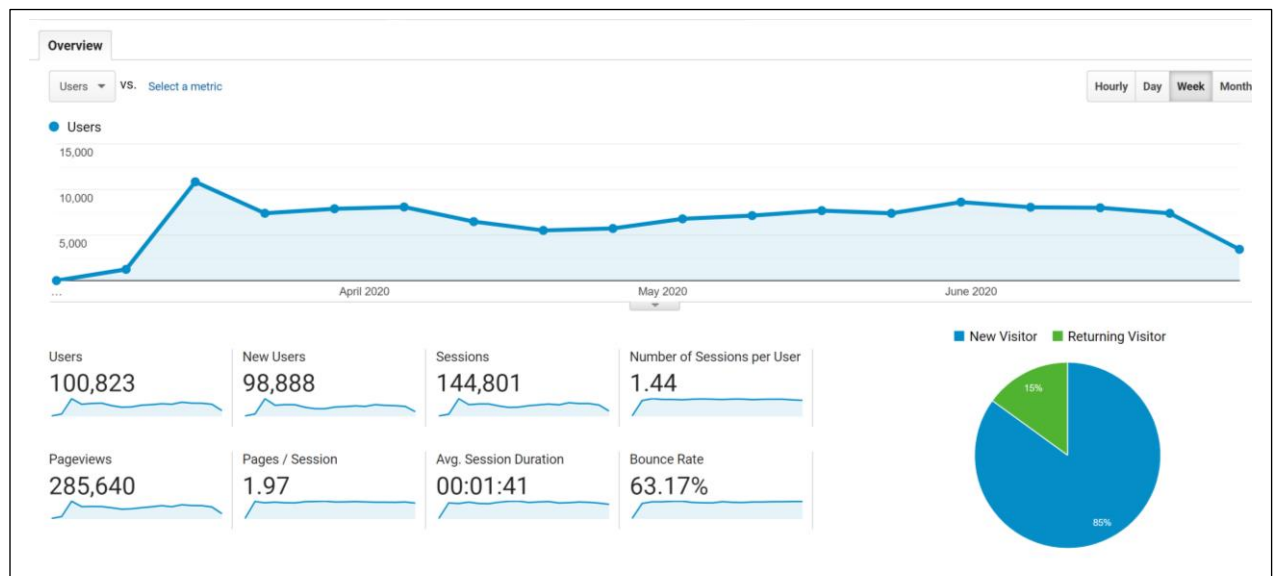 Overview
Users VS. Select a metric
Hourly Day Week Month
Users
15,000
10,000
5,000
... April 2020 May 2020 June 2020
New Visitor Returning Visitor
Users New Users Sessions Number of Sessions per User
100,823 98,888 144,801 1.44
15%
Pageviews Pages / Session Avg. Session Duration Bounce Rate
285,640 1.97 00:01:41 63.17%
85%